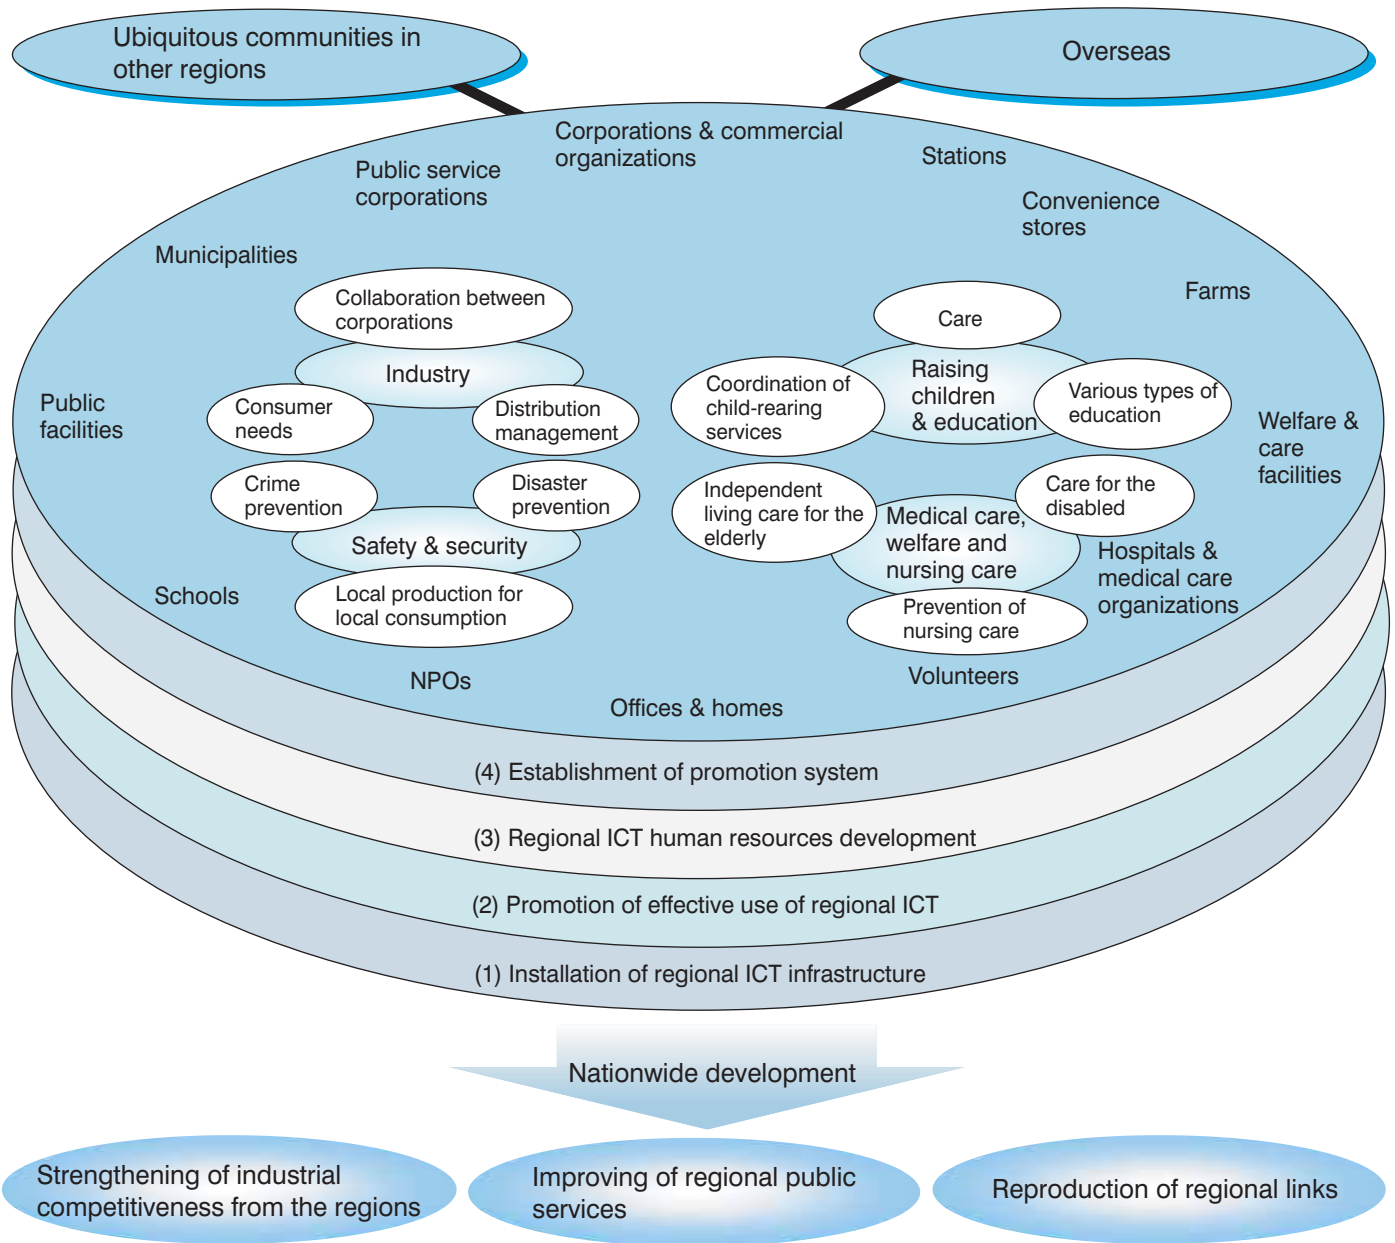 Ubiquitous communities in
other regions
Overseas
Corporations & commercial
organizations
Stations
Public service
corporations
Convenience
stores
Municipalities
Farms
Collaboration between
corporations
Industry
Consumer
needs
Distribution
management
Care
Raising
children
& education
Coordination of
child-rearing
services
Various types of
education
Public
facilities
Welfare &
care
facilities
Crime
prevention
Disaster
prevention
Safety & security
Local production for
local consumption
Independent
living care for the
elderly
Care for the
disabled
Medical care,
welfare and
nursing care
Prevention of
nursing care
Hospitals &
medical care
organizations
Schools
NPOs
Offices & homes
Volunteers
(4) Establishment of promotion system
(3) Regional ICT human resources development
(2) Promotion of effective use of regional ICT
(1) Installation of regional ICT infrastructure
Nationwide development
Strengthening of industrial
competitiveness from the regions
Improving of regional public
services
Reproduction of regional links